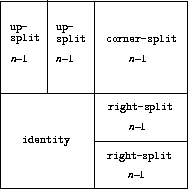 up-
split
n-1
up-
split
n-1
corner-split
n-1
identity
right-split
n-1
right-split
n-1